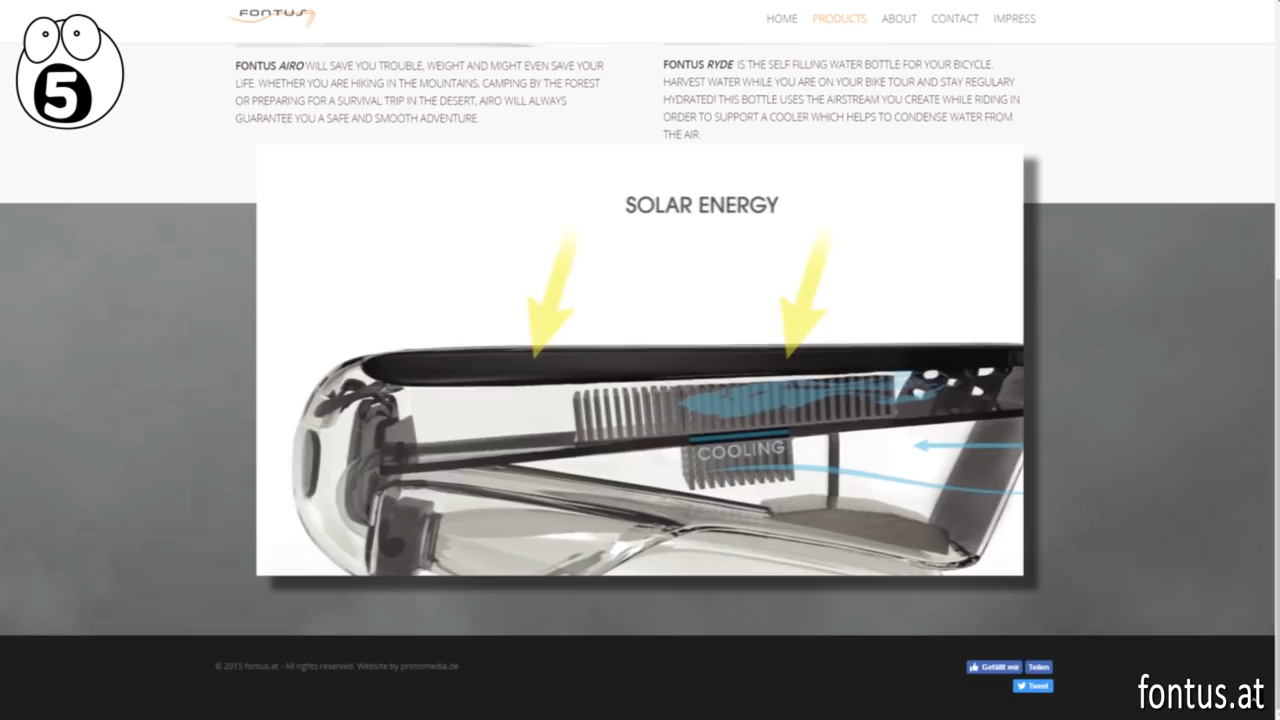 FONTUS
HOME PRODUCTS ABOUT CONTACT IMPRESS
5
FONTUS AIRO WILL SAVE YOU TROUBLE, WEIGHT AND MIGHT EVEN SAVE YOUR
LIFE. WHETHER YOU ARE HIKING IN THE MOUNTAINS, CAMPING BY THE FOREST
OR PREPARING FOR A SURVIVAL TRIP IN THE DESERT, AIRO WILL ALWAYS
GUARANTEE YOU A SAFE AND SMOOTH ADVENTURE.
FONTUS RYDE IS THE SELF FILLING WATER BOTTLE FOR YOUR BICYCLE.
HARVEST WATER WHILE YOU ARE ON YOUR BIKE TOUR AND STAY REGULARY
HYDRATED! THIS BOTTLE USES THE AIRSTREAM YOU CREATE WHILE RIDING IN
ORDER TO SUPPORT A COOLER WHICH HELPS TO CONDENSE WATER FROM
THE AIR.
SOLAR ENERGY
COOLING
© 2015 fontus.at - All rights reserved. Website by primomedia.de
Gefällt mir Teilen
Tweet
fontus.at